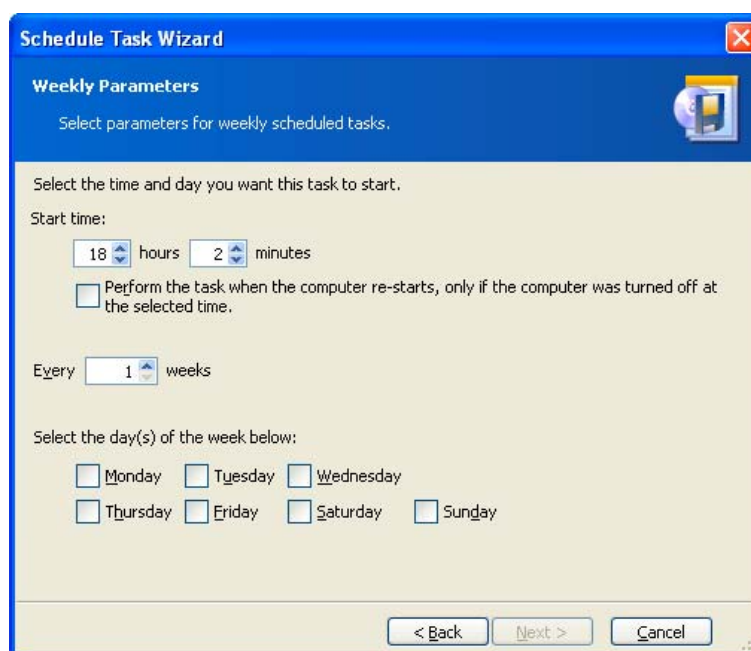 Schedule Task Wizard
Weekly Parameters
Select parameters for weekly scheduled tasks.
Select the time and day you want this task to start.
Start time:
18 hours 2 minutes
Perform the task when the computer re-starts, only if the computer was turned off at
the selected time.
Every 1 weeks
Select the day(s) of the week below:
Monday Tuesday Wednesday
Thursday Friday Saturday Sunday
< Back Next > Cancel